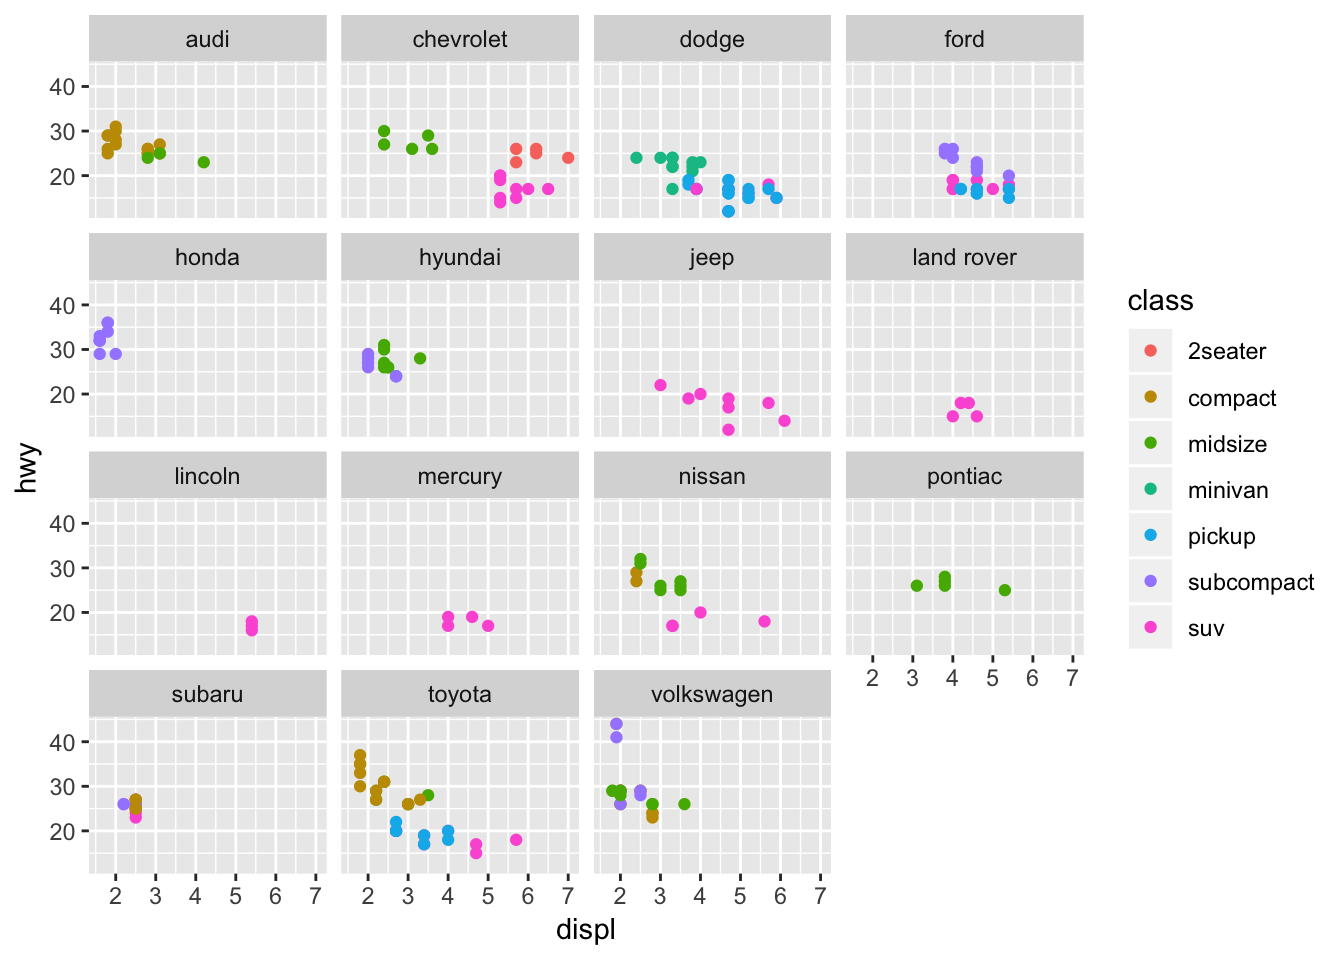 audi chevrolet dodge ford
40
30
20
honda hyundai jeep land rover
40
30
20
hwy
lincoln mercury nissan pontiac
40
30
20
2 3 4 5 6 7
subaru toyota volkswagen
40
30
20
2 3 4 5 6 7 2 3 4 5 6 7 2 3 4 5 6 7
displ
class
2seater
compact
midsize
minivan
pickup
subcompact
suv